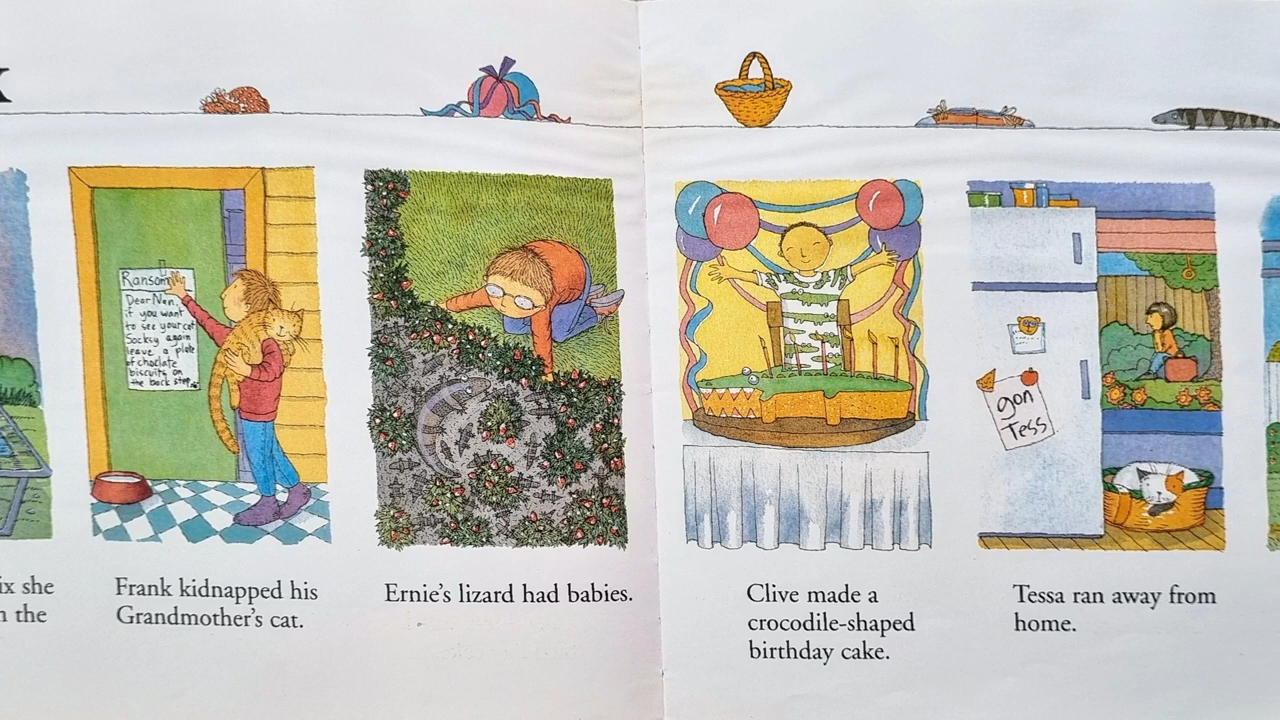 ix she
the
Ransom
Dear Nan,
if you want
to see your cat
Socksy again
leave a plate
of choclate
biscuits on
the back step.
Frank kidnapped his
Grandmother's cat.
Ernie's lizard had babies.
Clive made a
crocodile-shaped
birthday cake.
gon
Tess
Tessa ran away from
home.